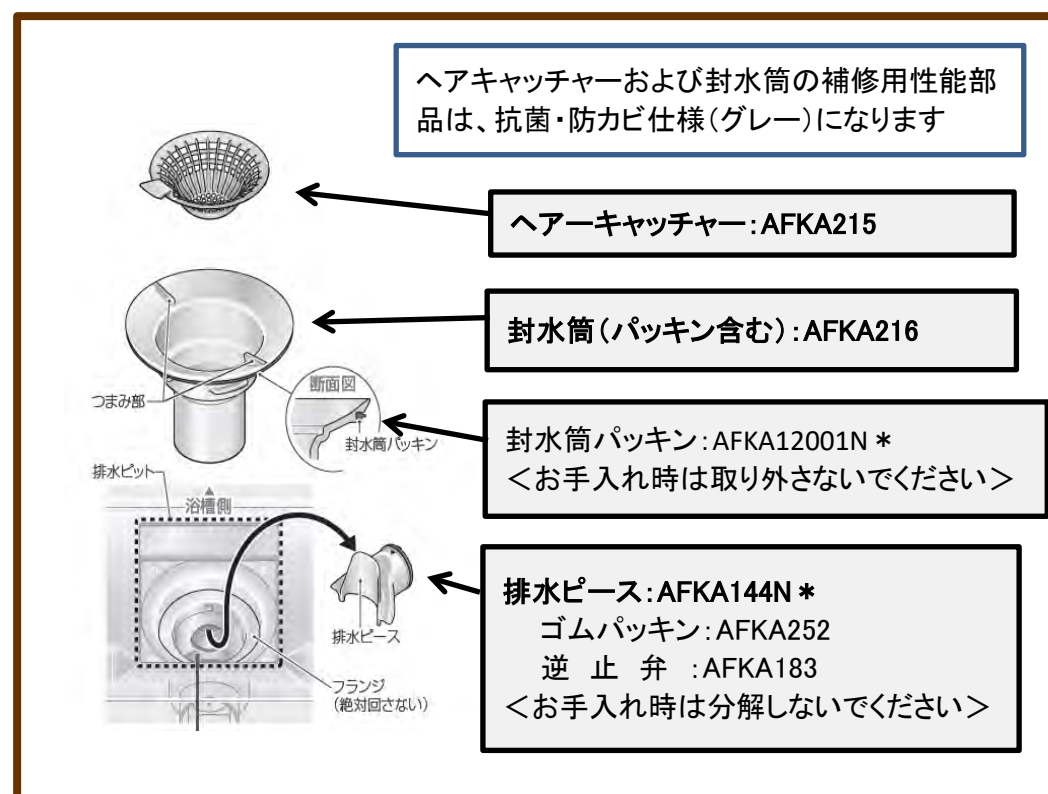 ヘアキャッチャーおよび封水筒の補修用性能部
品は、抗菌・防カビ仕様(グレー)になります
ヘアーキャッチャー:AFKA215
封水筒(パッキン含む):AFKA216
つまみ部
断面図
封水筒パッキン
封水筒パッキン:AFKA12001N*
<お手入れ時は取り外さないでください>
排水ピット
浴槽側
排水ピース
フランジ
(絶対回さない)
排水ピース:AFKA144N*
ゴムパッキン:AFKA252
逆 止 弁 :AFKA183
<お手入れ時は分解しないでください>